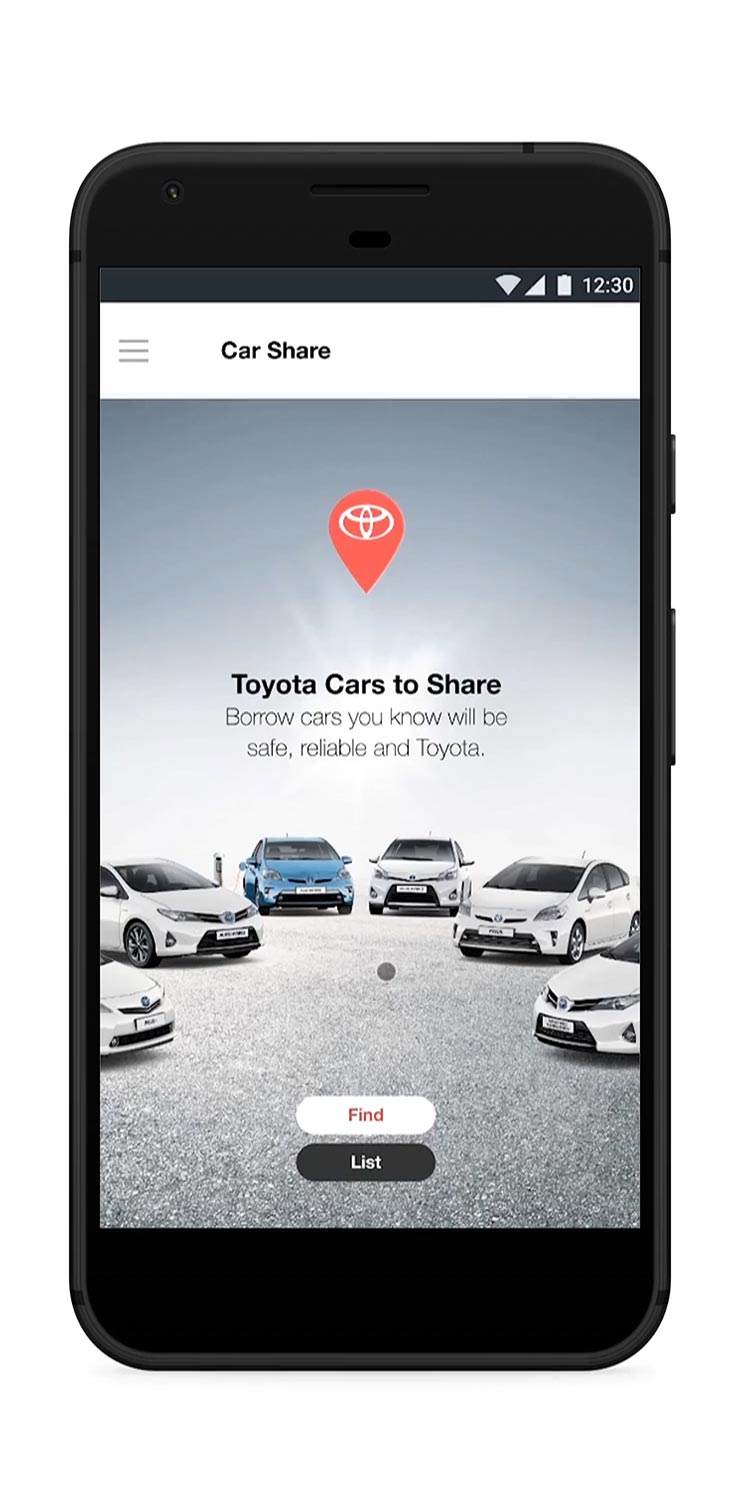 12:30
Car Share
Toyota Cars to Share
Borrow cars you know will be
safe, reliable and Toyota.
Find
List